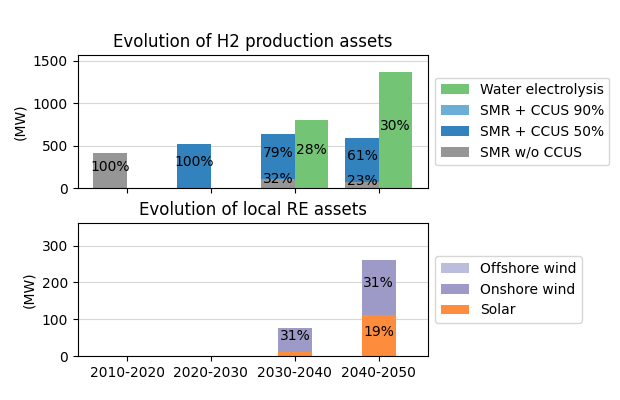 Evolution of H2 production assets
1500
1000
500
0
(MW)
100%
100%
79%
32%
28%
61%
23%
30%
Water electrolysis
SMR + CCUS 90%
SMR + CCUS 50%
SMR w/o CCUS
Evolution of local RE assets
300
200
100
0
(MW)
31%
31%
19%
Offshore wind
Onshore wind
Solar
2010-2020 2020-2030 2030-2040 2040-2050